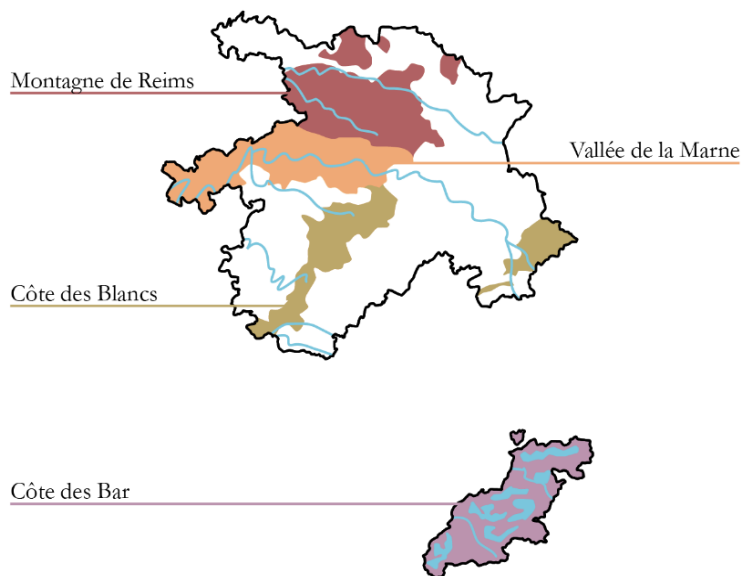 Montagne de Reims
Vallée de la Marne
Côte des Blancs
Côte des Bar